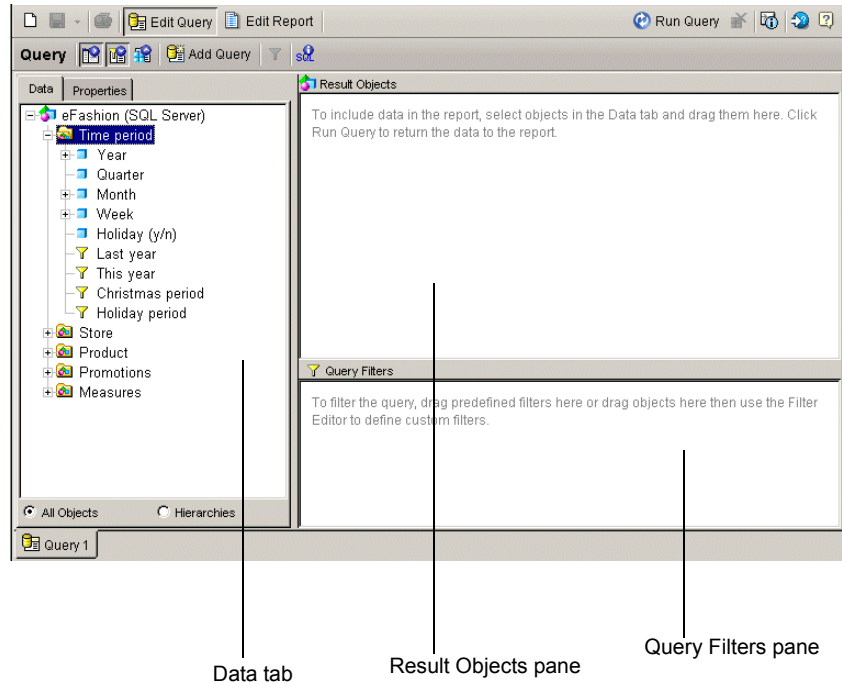 Edit Query Edit Report Run Query
Query Add Query SQL
Data Properties
eFashion (SQL Server)
Time period
Year
Quarter
Month
Week
Holiday (y/n)
Last year
This year
Christmas period
Holiday period
Store
Product
Promotions
Measures
All Objects Hierarchies
Query 1
Result Objects
To include data in the report, select objects in the Data tab and drag them here. Click
Run Query to return the data to the report.
Query Filters
To filter the query, drag predefined filters here or drag objects here then use the Filter
Editor to define custom filters.
Data tab
Result Objects pane
Query Filters pane